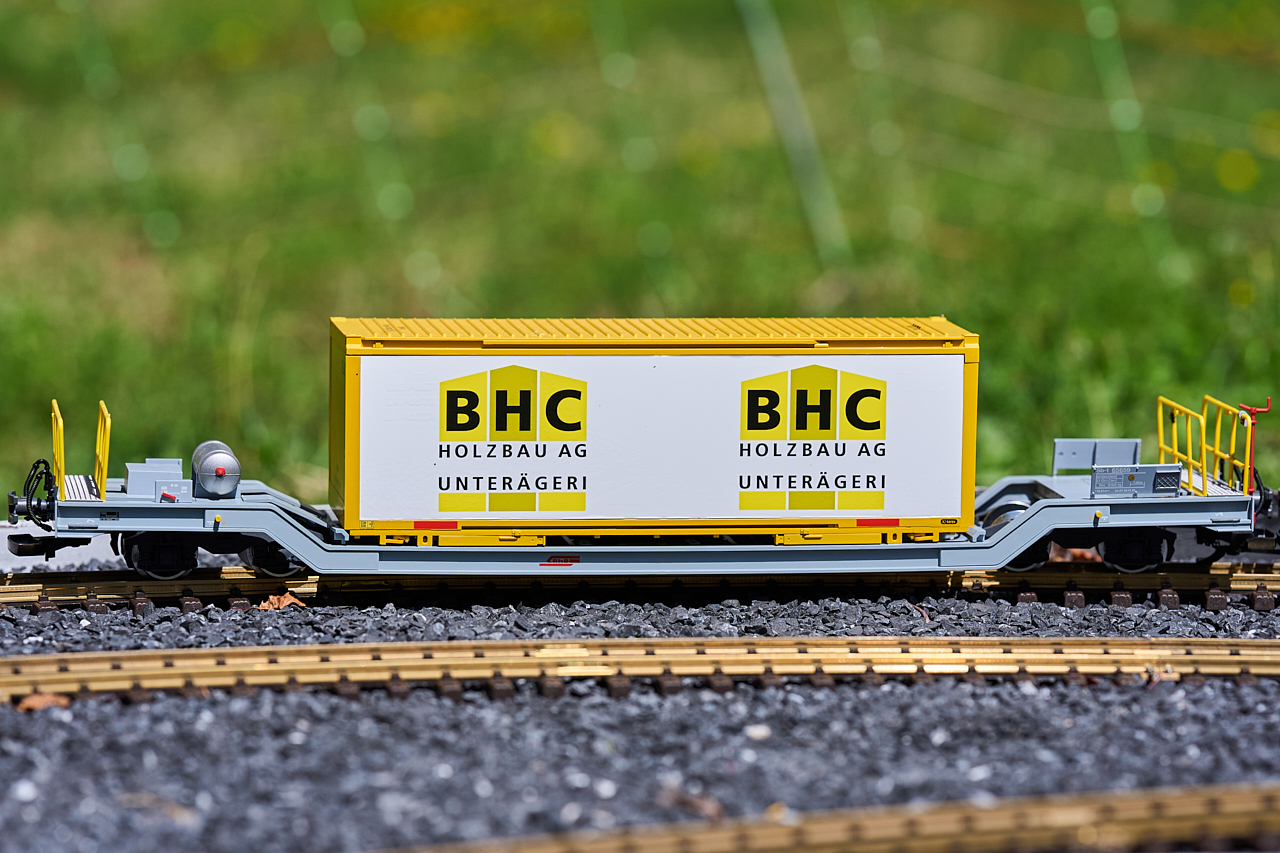 BHC
HOLZBAU AG
UNTERÄGERI
BHC
HOLZBAU AG
UNTERÄGERI